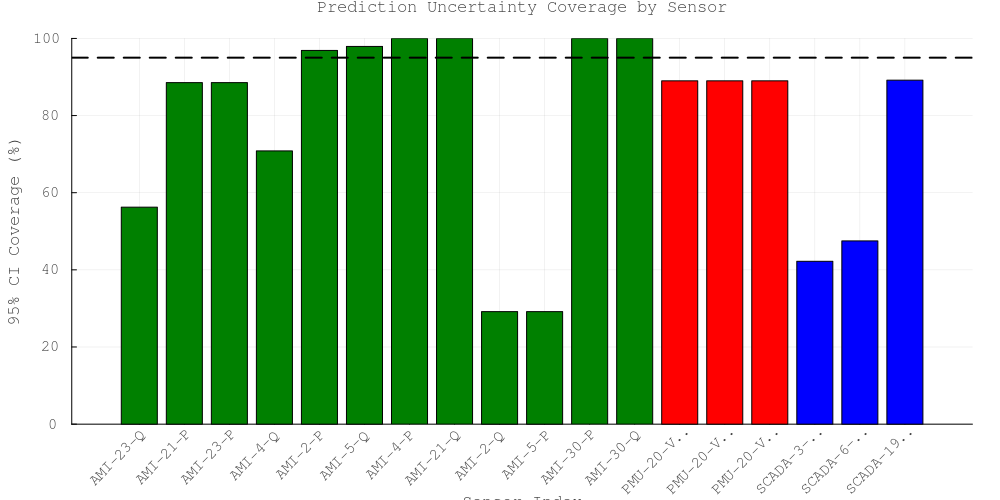 Prediction Uncertainty Coverage by Sensor
95% CI Coverage (%)
100
80
60
40
20
0
AMI-23-Q
AMI-21-P
AMI-23-P
AMI-4-Q
AMI-2-P
AMI-5-Q
AMI-4-P
AMI-21-Q
AMI-2-Q
AMI-5-P
AMI-30-P
AMI-30-Q
PMU-20-V..
PMU-20-V..
PMU-20-V..
SCADA-3-..
SCADA-6-..
SCADA-19..
Sensor Index